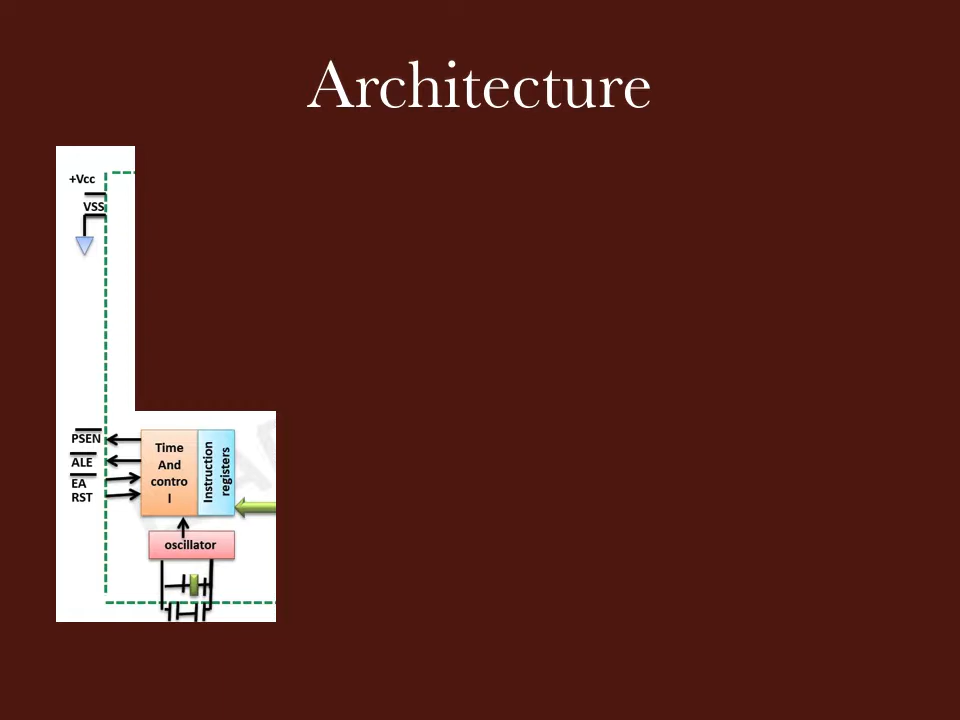 Architecture
+Vcc
VSS
PSEN
ALE
EA
RST
Time
And
contro
l
Instruction
registers
oscillator